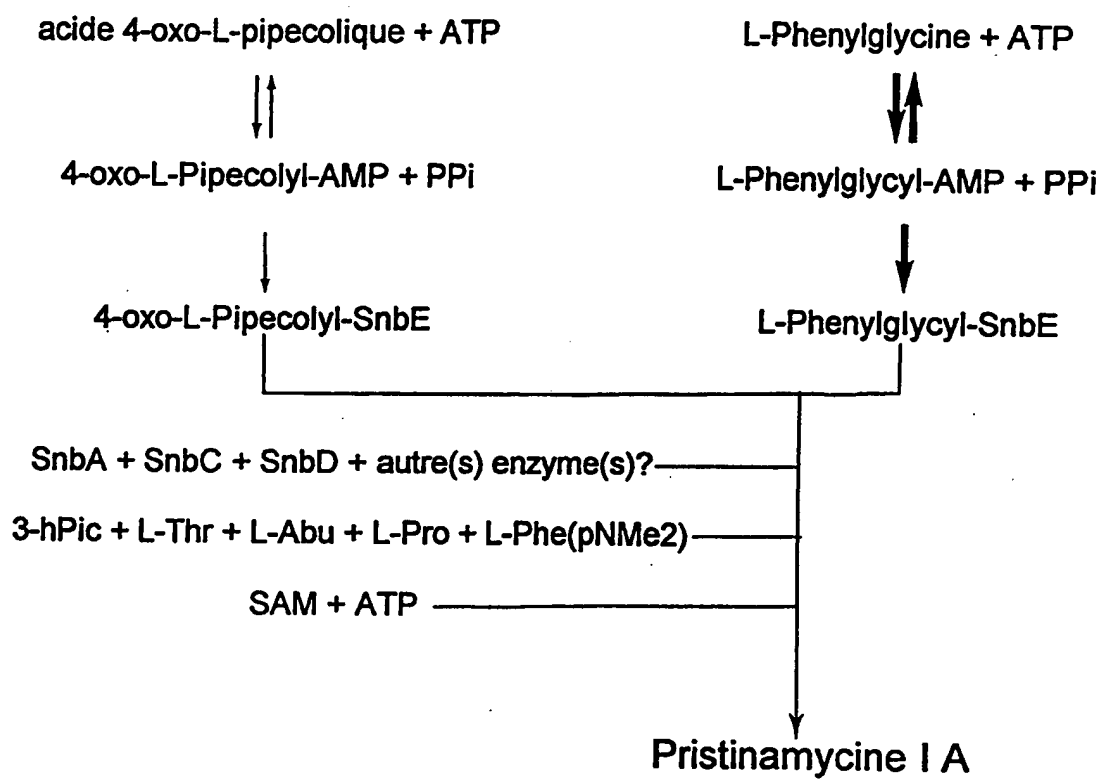 acide 4-oxo-L-pipecolique + ATP
L-Phenylglycine + ATP
4-oxo-L-Pipecolyl-AMP + PPi
L-Phenylglycyl-AMP + PPi
4-oxo-L-Pipecolyl-SnbE
L-Phenylglycyl-SnbE
SnbA + SnbC + SnbD + autre(s) enzyme(s)?
3-hPic + L-Thr + L-Abu + L-Pro + L-Phe(pNMe2)
SAM + ATP
Pristinamycine I A